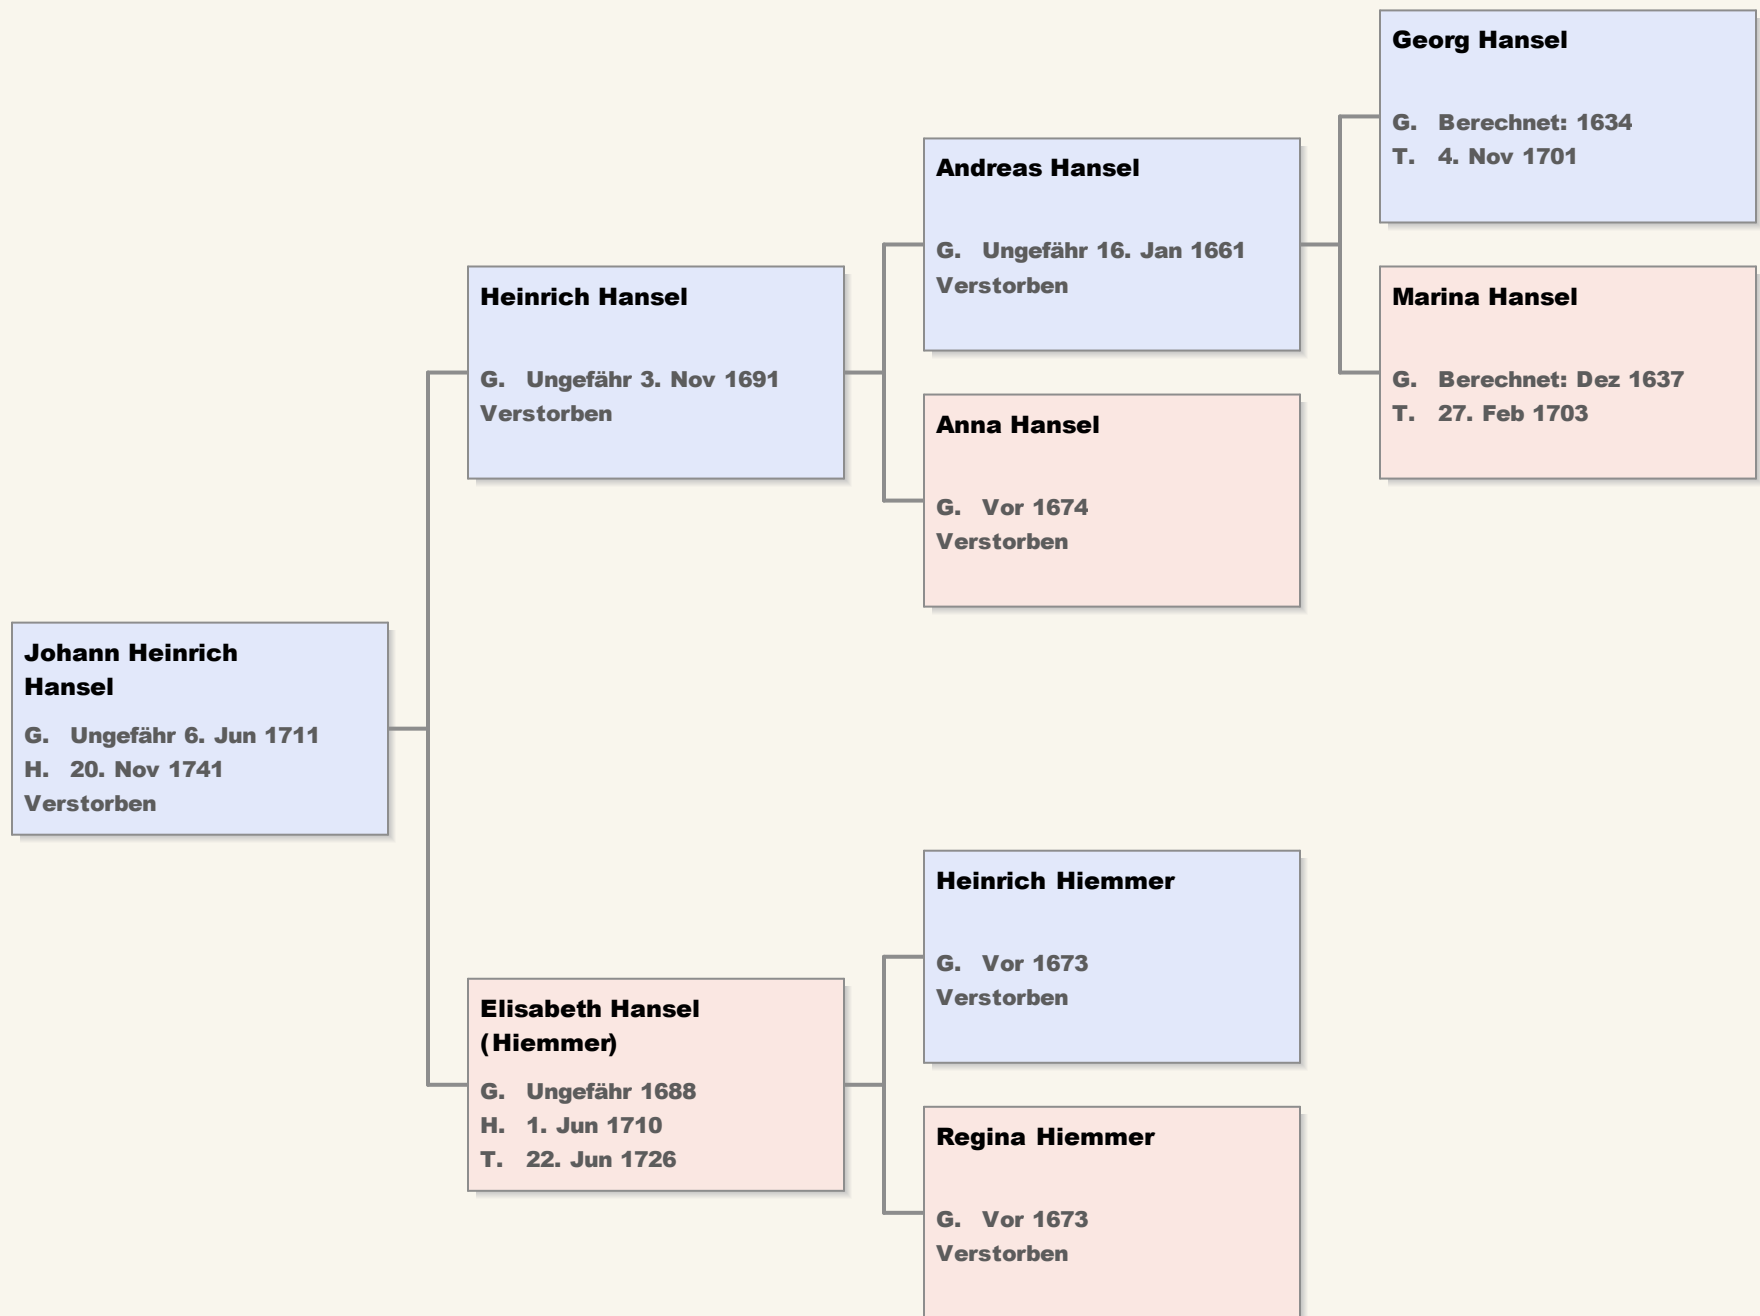 Georg Hansel
G. Berechnet: 1634
T. 4. Nov 1701
Andreas Hansel
G. Ungefähr 16. Jan 1661
Verstorben
Heinrich Hansel
G. Ungefähr 3. Nov 1691
Verstorben
Marina Hansel
G. Berechnet: Dez 1637
T. 27. Feb 1703
Anna Hansel
G. Vor 1674
Verstorben
Johann Heinrich
Hansel
G. Ungefähr 6. Jun 1711
H. 20. Nov 1741
Verstorben
Heinrich Hiemmer
G. Vor 1673
Verstorben
Elisabeth Hansel
(Hiemmer)
G. Ungefähr 1688
H. 1. Jun 1710
T. 22. Jun 1726
Regina Hiemmer
G. Vor 1673
Verstorben